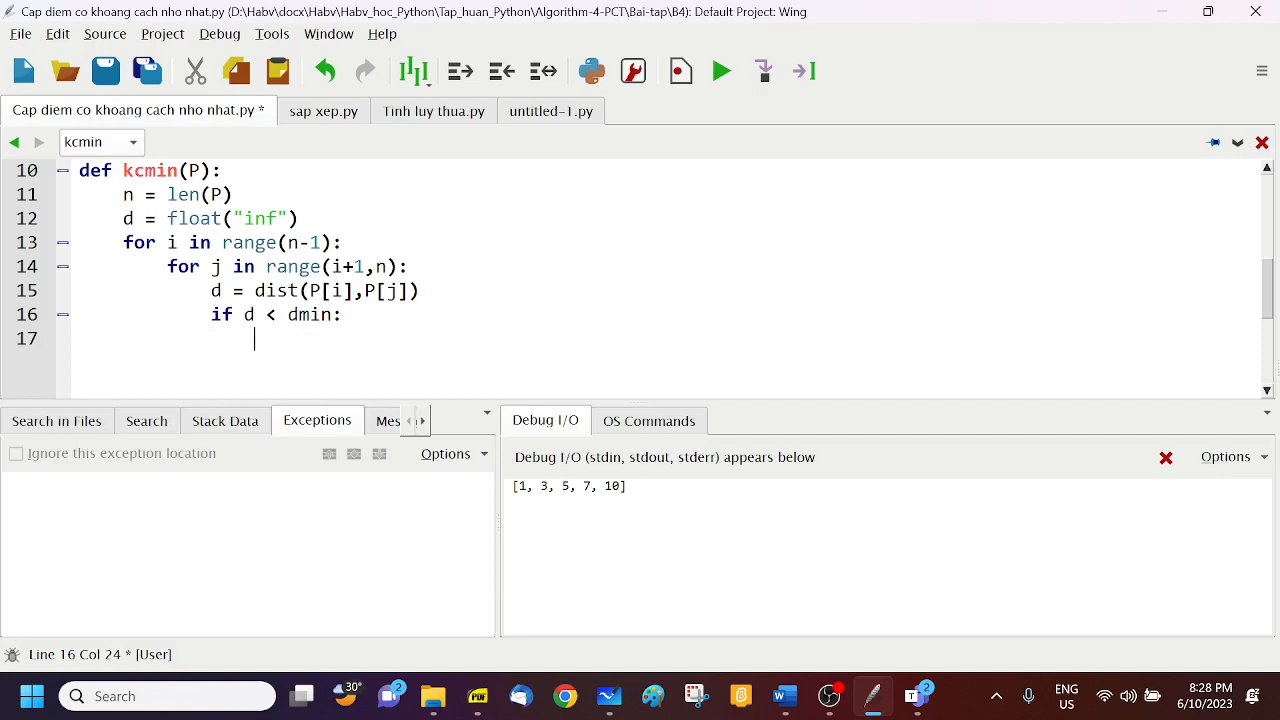 Cap diem co khoang cach nho nhat.py (D:\Habv\docx\Habv\Habv_hoc_Python\Tap_huan_Python\Algorithm-4-PCT\Bai-tap\B4): Default Project: Wing
File Edit Source Project Debug Tools Window Help
Cap diem co khoang cach nho nhat.py * sap xep.py Tinh luy thua.py untitled-1.py
kcmin
10 def kcmin(P):
11 n = len(P)
12 d = float("inf")
13 for i in range(n-1):
14 for j in range(i+1,n):
15 d = dist(P[i],P[j])
16 if d < dmin:
17
Search in Files Search Stack Data Exceptions Mes Debug I/O OS Commands
Ignore this exception location Options Debug I/O (stdin, stdout, stderr) appears below Options
[1, 3, 5, 7, 10]
Line 16 Col 24 * [User]
Search 30° 2 PDF 2 ENG 8:28 PM
US 6/10/2023